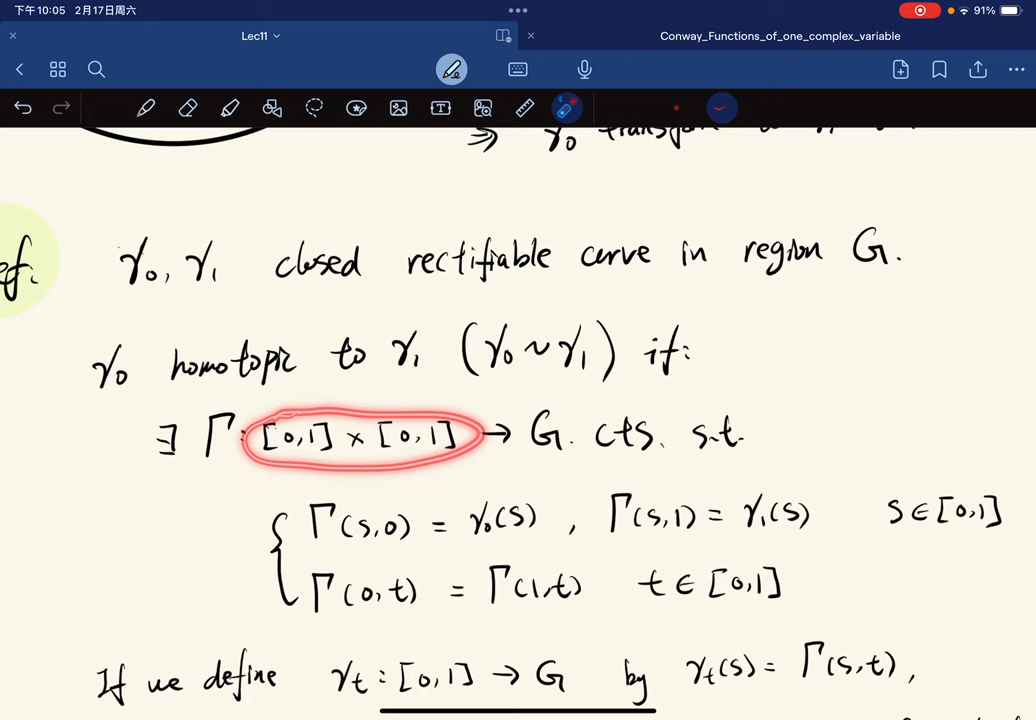 下午10:05 2月17日周六
91%
Lec11
Conway_Functions_of_one_complex_variable
⇒ γ₀
ef:
γ₀, γ₁ closed rectifiable curve in region G.
γ₀ homotopic to γ₁ (γ₀ ~ γ₁) if:
∃ Γ: [0,1] × [0,1] → G. cts. s.t.
{ Γ(s,0) = γ₀(s), Γ(s,1) = γ₁(s) s ∈ [0,1]
Γ(0,t) = Γ(1,t) t ∈ [0,1]
If we define γt : [0,1] → G by γt(s) = Γ(s,t),